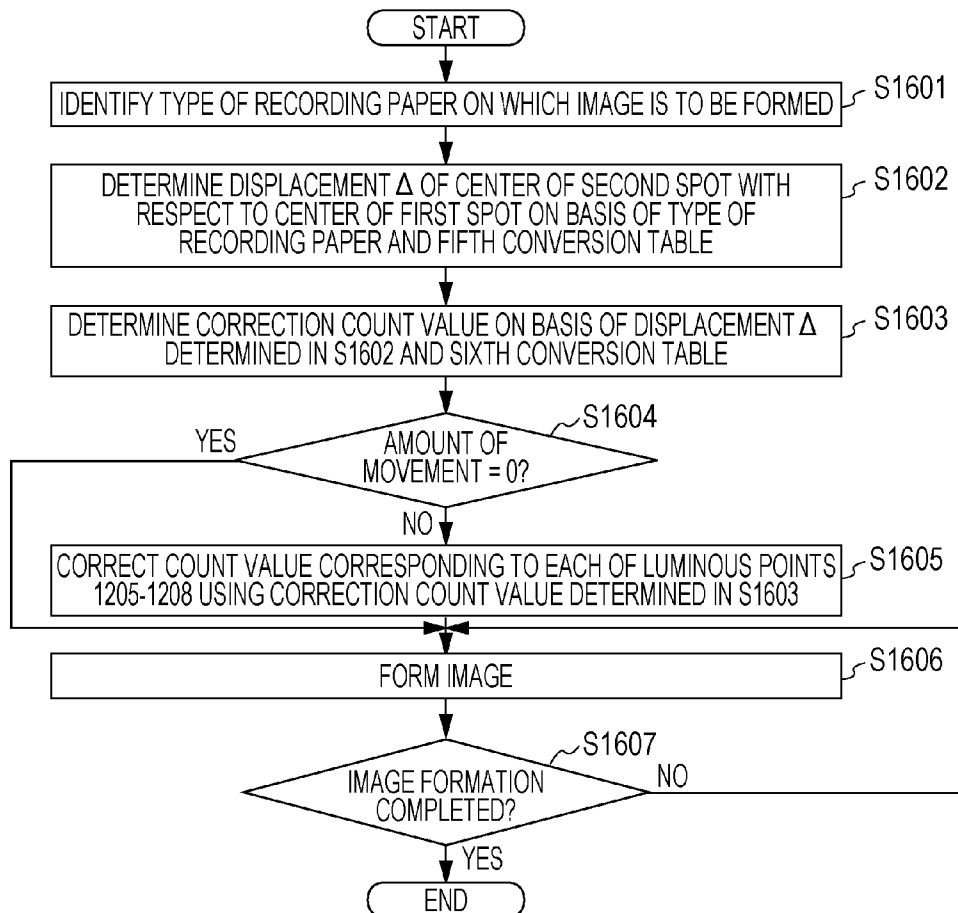 START
IDENTIFY TYPE OF RECORDING PAPER ON WHICH IMAGE IS TO BE FORMED
S1601
DETERMINE DISPLACEMENT Δ OF CENTER OF SECOND SPOT WITH
RESPECT TO CENTER OF FIRST SPOT ON BASIS OF TYPE OF
RECORDING PAPER AND FIFTH CONVERSION TABLE
S1602
DETERMINE CORRECTION COUNT VALUE ON BASIS OF DISPLACEMENT Δ
DETERMINED IN S1602 AND SIXTH CONVERSION TABLE
S1603
S1604
YES
AMOUNT OF
MOVEMENT = 0?
NO
CORRECT COUNT VALUE CORRESPONDING TO EACH OF LUMINOUS POINTS
1205-1208 USING CORRECTION COUNT VALUE DETERMINED IN S1603
S1605
FORM IMAGE
S1606
S1607
IMAGE FORMATION
COMPLETED?
NO
YES
END